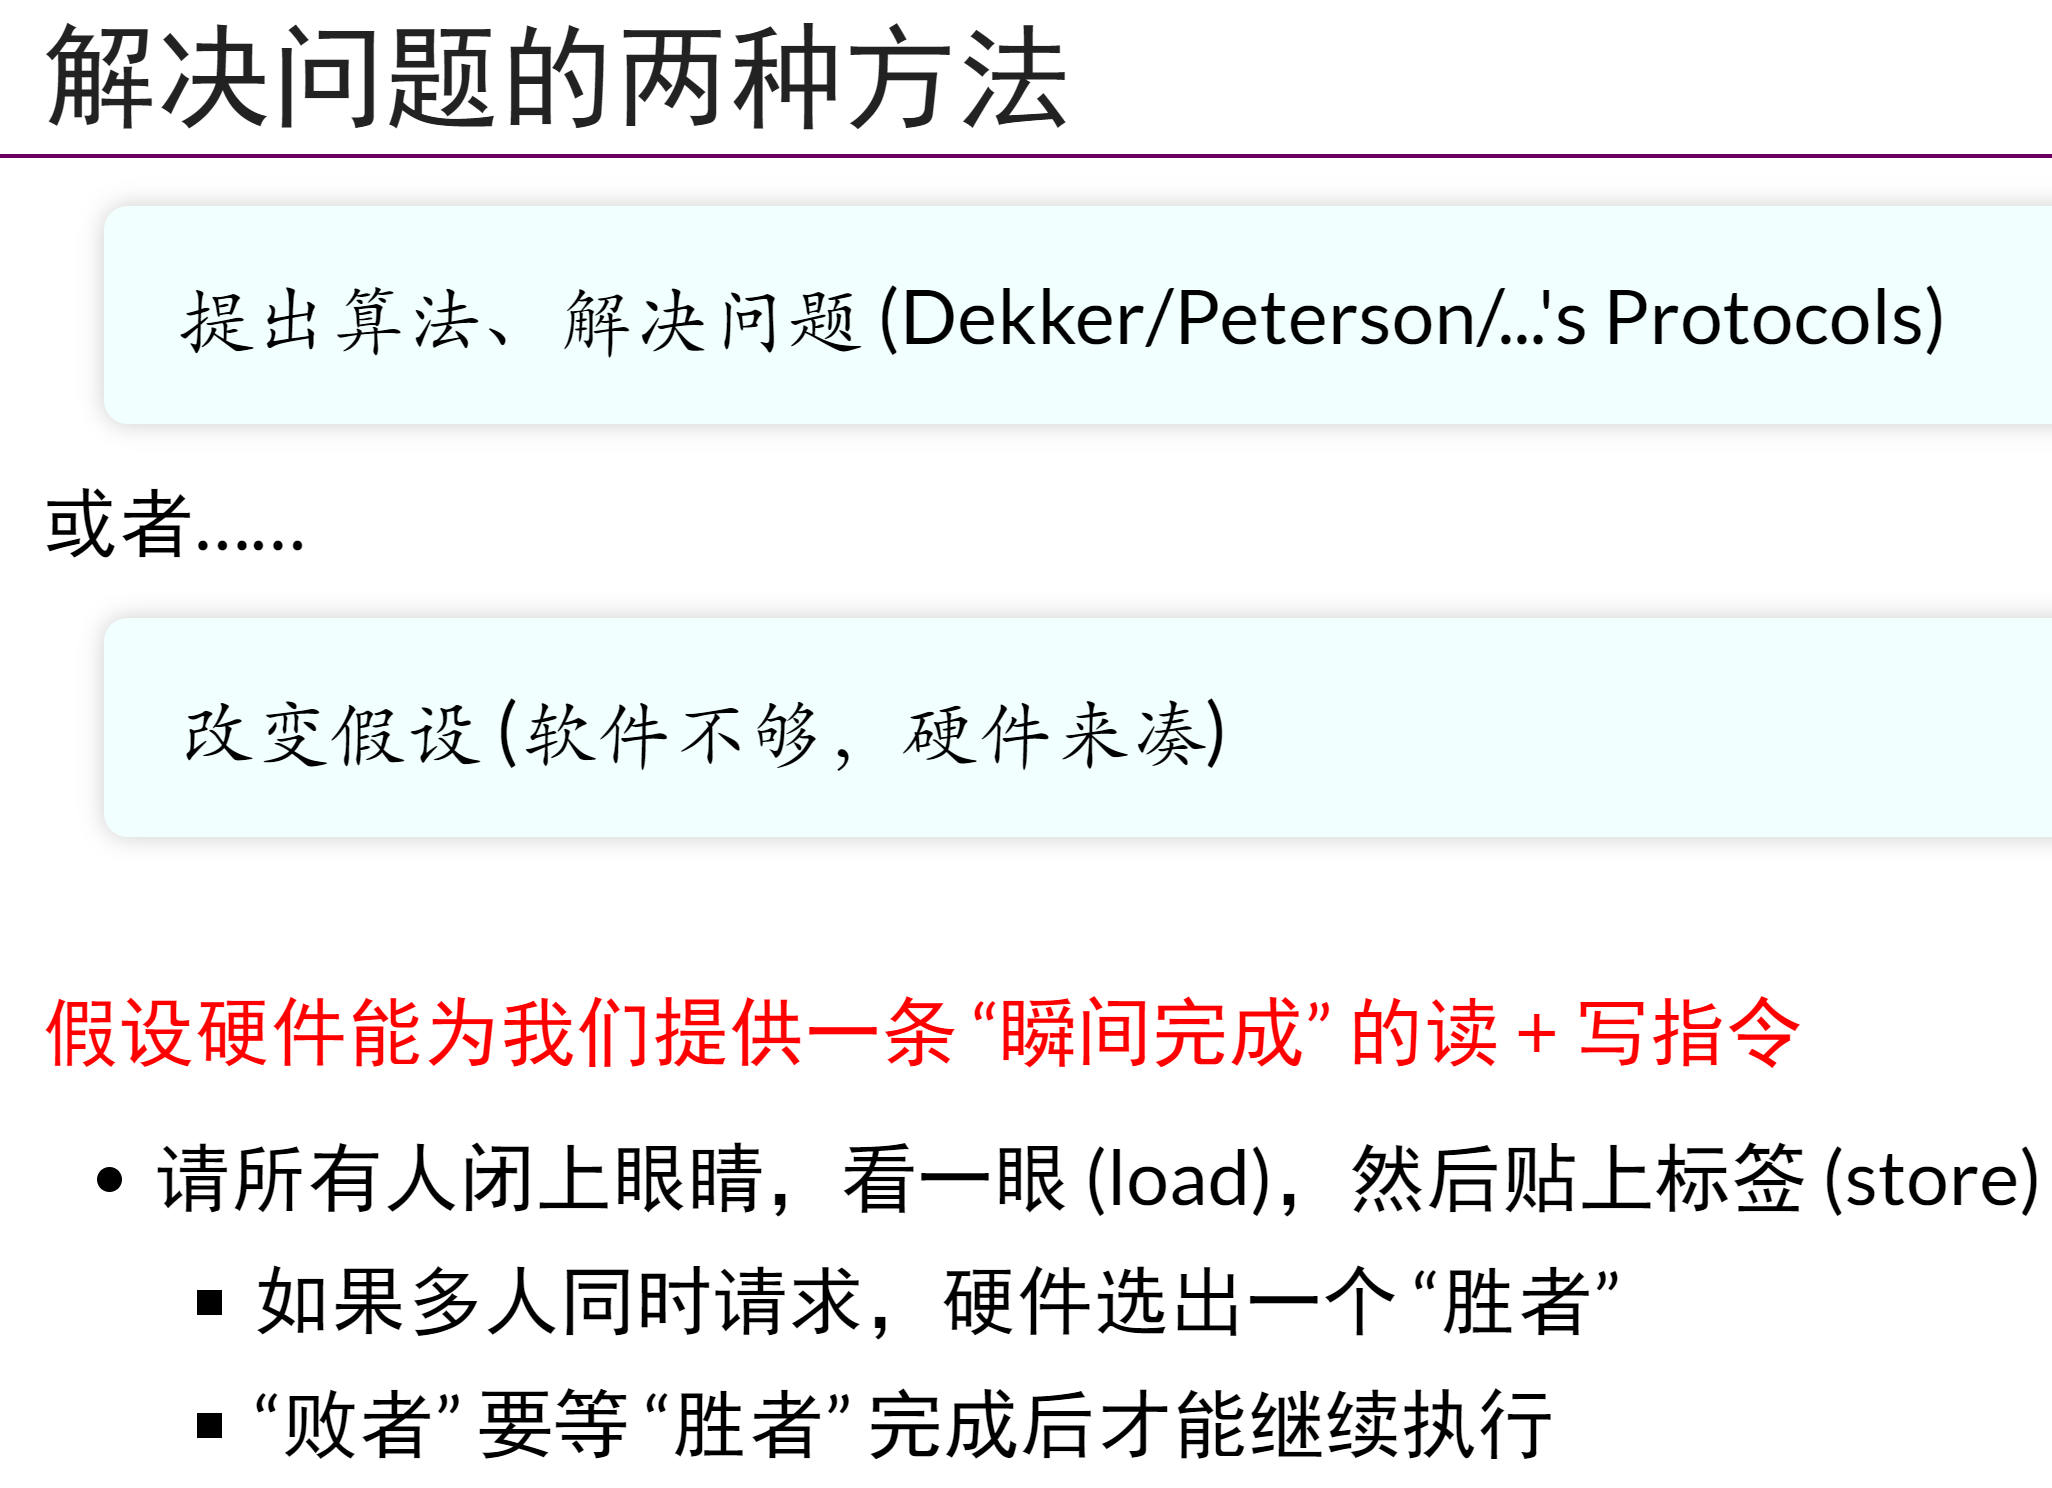 解决问题的两种方法
提出算法、解决问题 (Dekker/Peterson/...'s Protocols)
或者……
改变假设 (软件不够，硬件来凑)
假设硬件能为我们提供一条 “瞬间完成” 的读 + 写指令
• 请所有人闭上眼睛，看一眼 (load)，然后贴上标签 (store)
▪ 如果多人同时请求，硬件选出一个 “胜者”
▪ “败者” 要等 “胜者” 完成后才能继续执行